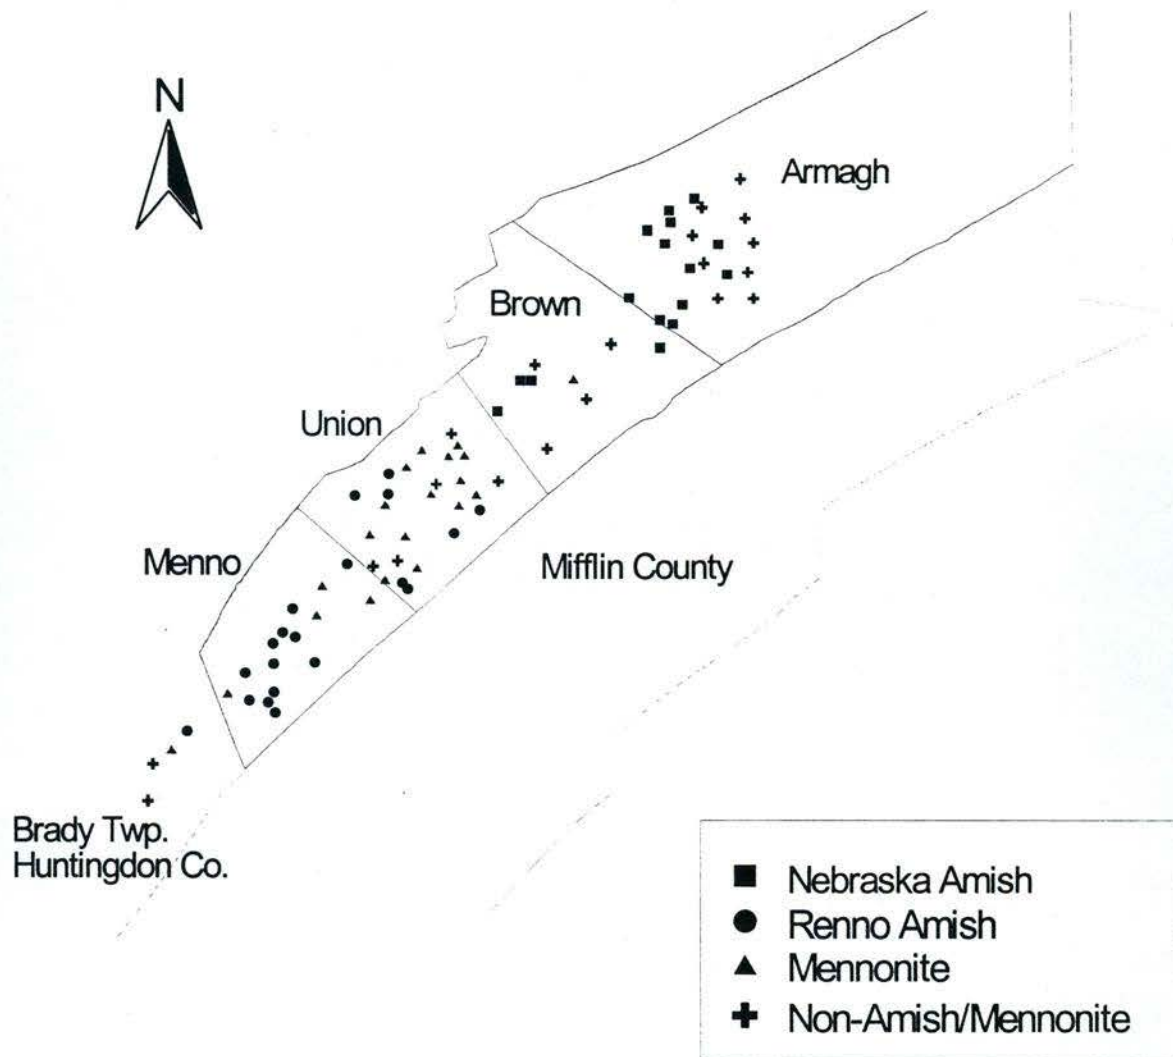 N
Armagh
Brown
Union
Menno
Mifflin County
Brady Twp.
Huntingdon Co.
Nebraska Amish
Renno Amish
Mennonite
Non-Amish/Mennonite